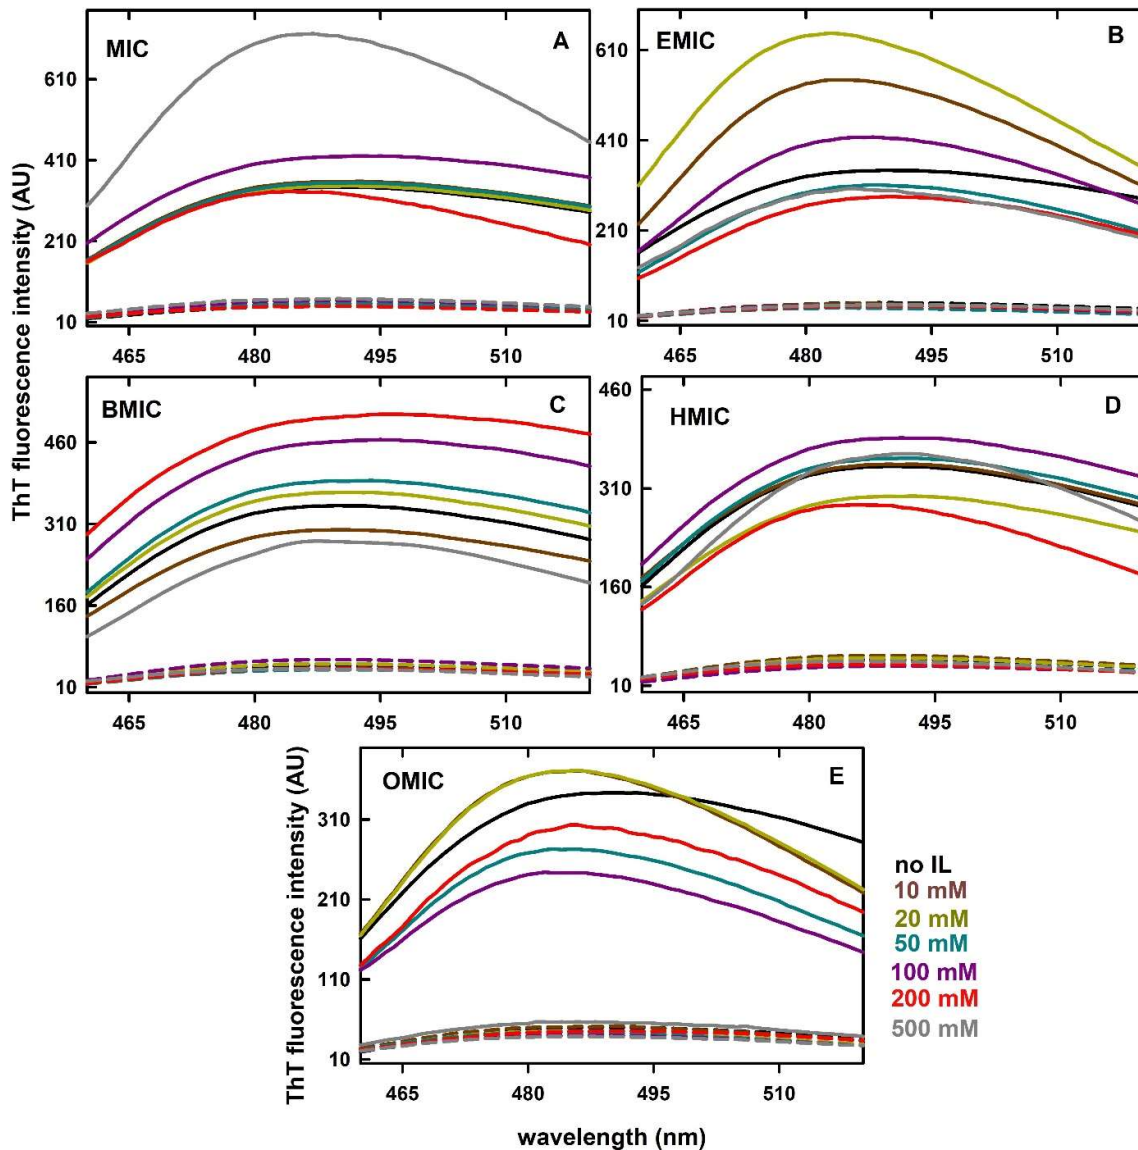 MIC
A
610
410
210
10
465
480
495
510
EMIC
B
610
410
210
10
465
480
495
510
ThT fluorescence intensity (AU)
BMIC
C
460
310
160
10
465
480
495
510
HMIC
D
460
310
160
10
465
480
495
510
ThT fluorescence intensity (AU)
OMIC
E
310
210
110
10
465
480
495
510
wavelength (nm)
no IL
10 mM
20 mM
50 mM
100 mM
200 mM
500 mM